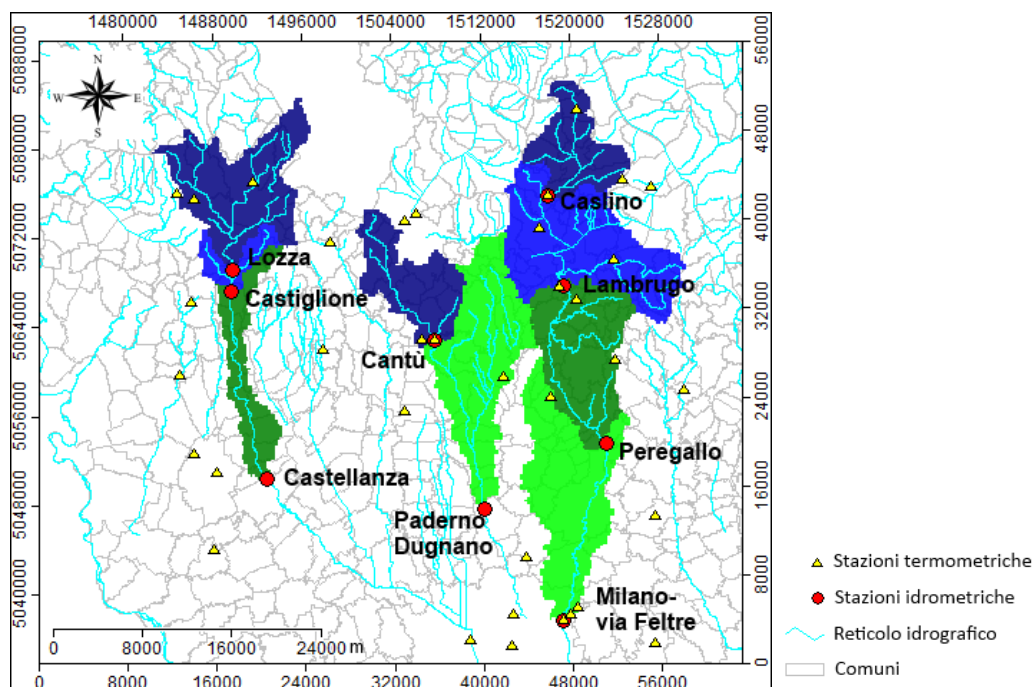 1480000 1488000 1496000 1504000 1512000 1520000 1528000
5088000
5080000
5072000
5064000
5056000
5048000
5040000
56000
48000
40000
32000
24000
16000
8000
0
N
W E
S
Caslino
Lozza
Lambrugo
Castiglione
Cantù
Peregallo
Castellanza
Paderno
Dugnano
Milano-
via Feltre
0 8000 16000 24000 m
0 8000 16000 24000 32000 40000 48000 56000
Stazioni termometriche
Stazioni idrometriche
Reticolo idrografico
Comuni